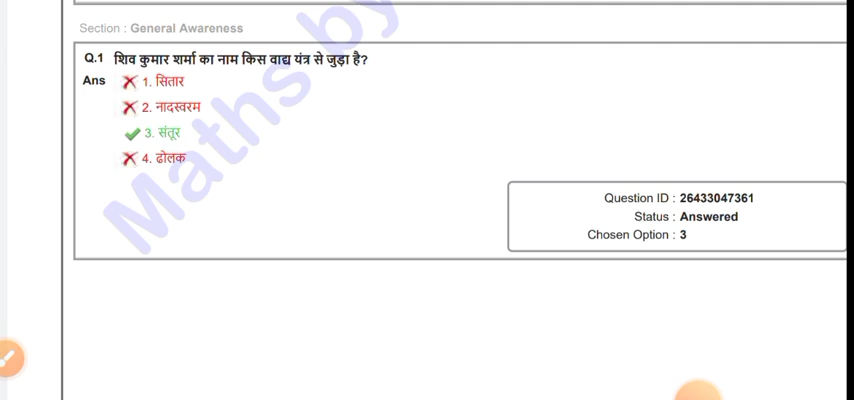 Section : General Awareness
Q.1 शिव कुमार शर्मा का नाम किस वाद्य यंत्र से जुड़ा है?
Ans 1. सितार
2. नादस्वरम
3. संतूर
4. ढोलक
Question ID : 26433047361
Status : Answered
Chosen Option : 3
Maths by